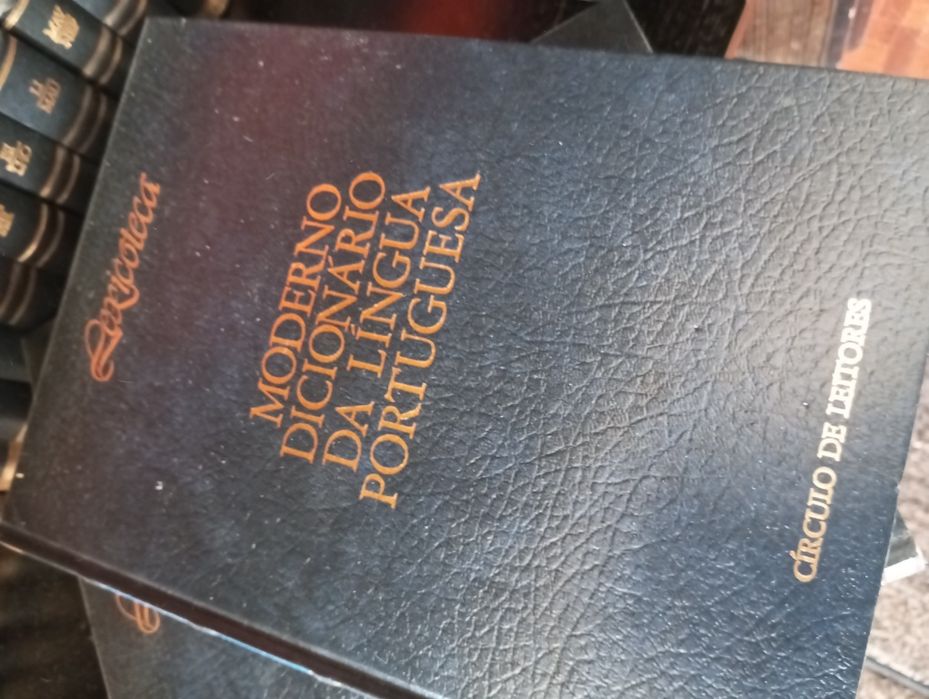 Lexicoteca
MODERNO
DICIONÁRIO
DA LÍNGUA
PORTUGUESA
CÍRCULO DE LEITORES